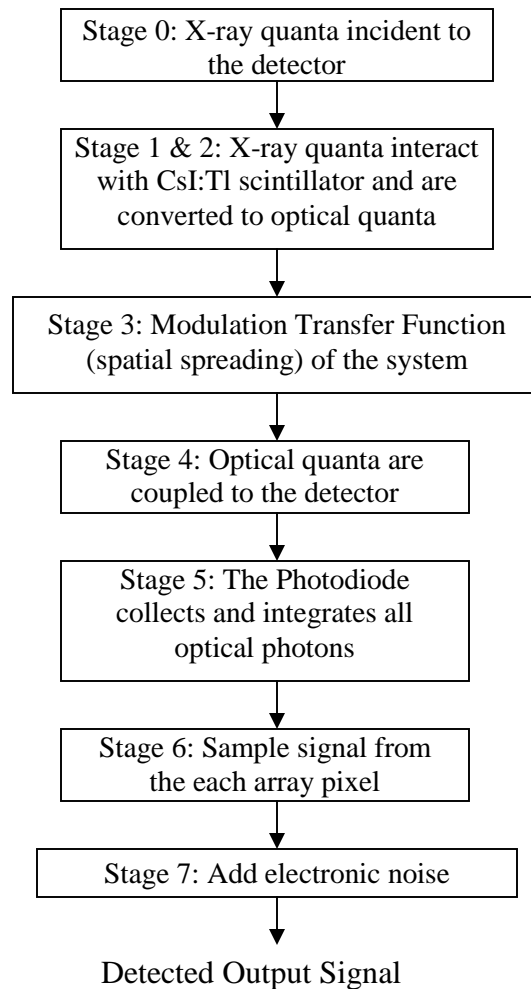 Stage 0: X-ray quanta incident to
the detector
Stage 1 & 2: X-ray quanta interact
with CsI:Tl scintillator and are
converted to optical quanta
Stage 3: Modulation Transfer Function
(spatial spreading) of the system
Stage 4: Optical quanta are
coupled to the detector
Stage 5: The Photodiode
collects and integrates all
optical photons
Stage 6: Sample signal from
the each array pixel
Stage 7: Add electronic noise
Detected Output Signal